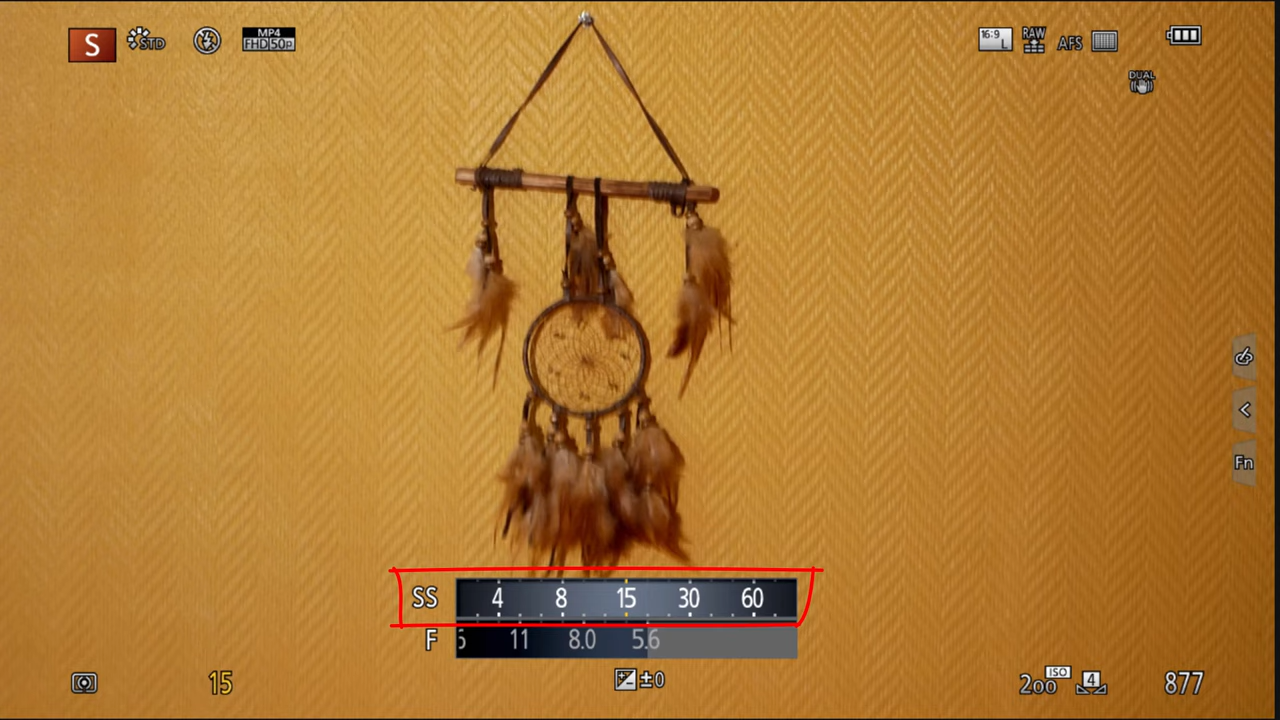 S STD MP4 FHD 50p
16:9 L RAW AFS
DUAL
Fn
SS 4 8 15 30 60
F 11 8.0 5.6
15 ±0 200 ISO 4 877